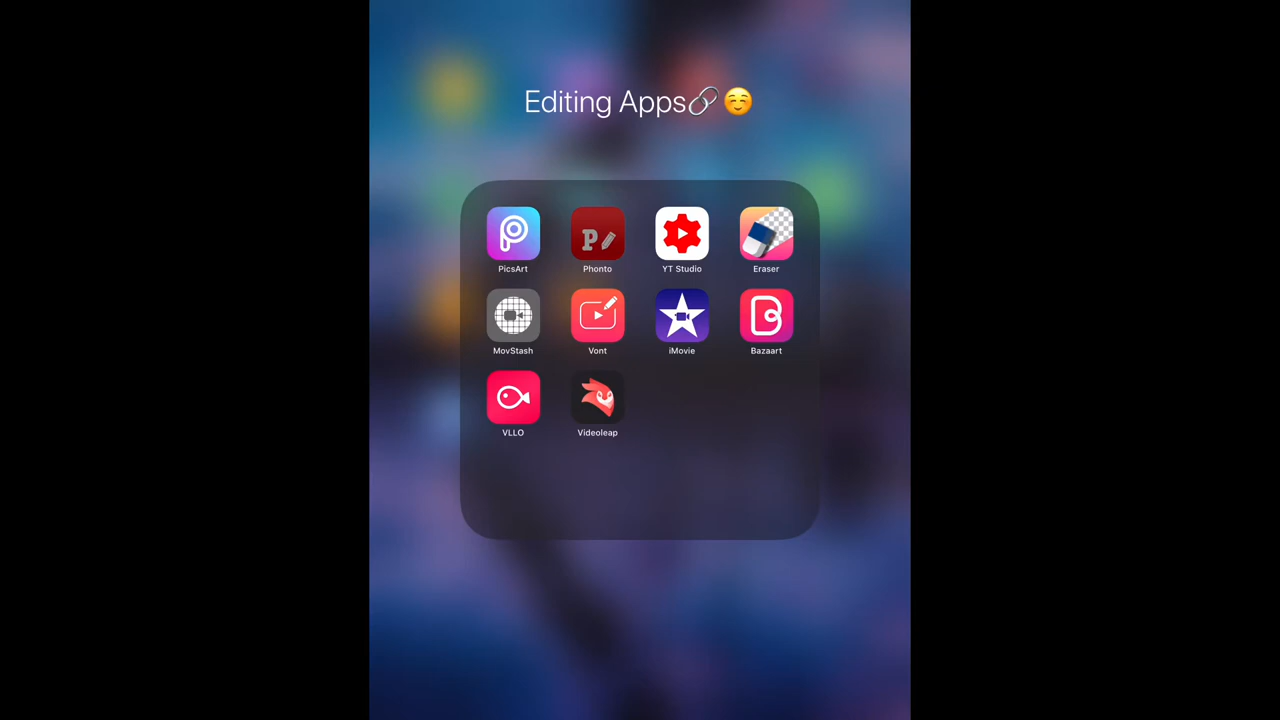 Editing Apps🔗☺️
PicsArt Phonto YT Studio Eraser
MovStash Vont iMovie Bazaart
VLLO Videoleap